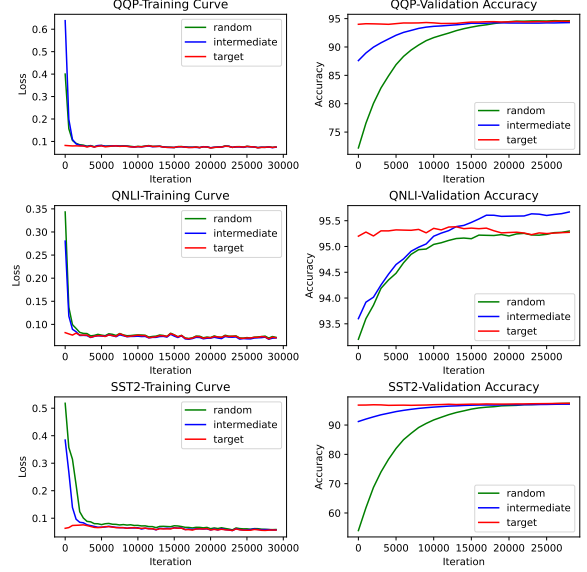 QQP-Training Curve
0.6
0.5
0.4
0.3
0.2
0.1
Loss
random
intermediate
target
0 5000 10000 15000 20000 25000 30000
Iteration
QQP-Validation Accuracy
95
90
85
80
75
Accuracy
random
intermediate
target
0 5000 10000 15000 20000 25000
Iteration
QNLI-Training Curve
0.35
0.30
0.25
0.20
0.15
0.10
Loss
random
intermediate
target
0 5000 10000 15000 20000 25000 30000
Iteration
QNLI-Validation Accuracy
95.5
95.0
94.5
94.0
93.5
Accuracy
random
intermediate
target
0 5000 10000 15000 20000 25000
Iteration
SST2-Training Curve
0.5
0.4
0.3
0.2
0.1
Loss
random
intermediate
target
0 5000 10000 15000 20000 25000 30000
Iteration
SST2-Validation Accuracy
90
80
70
60
Accuracy
random
intermediate
target
0 5000 10000 15000 20000 25000
Iteration